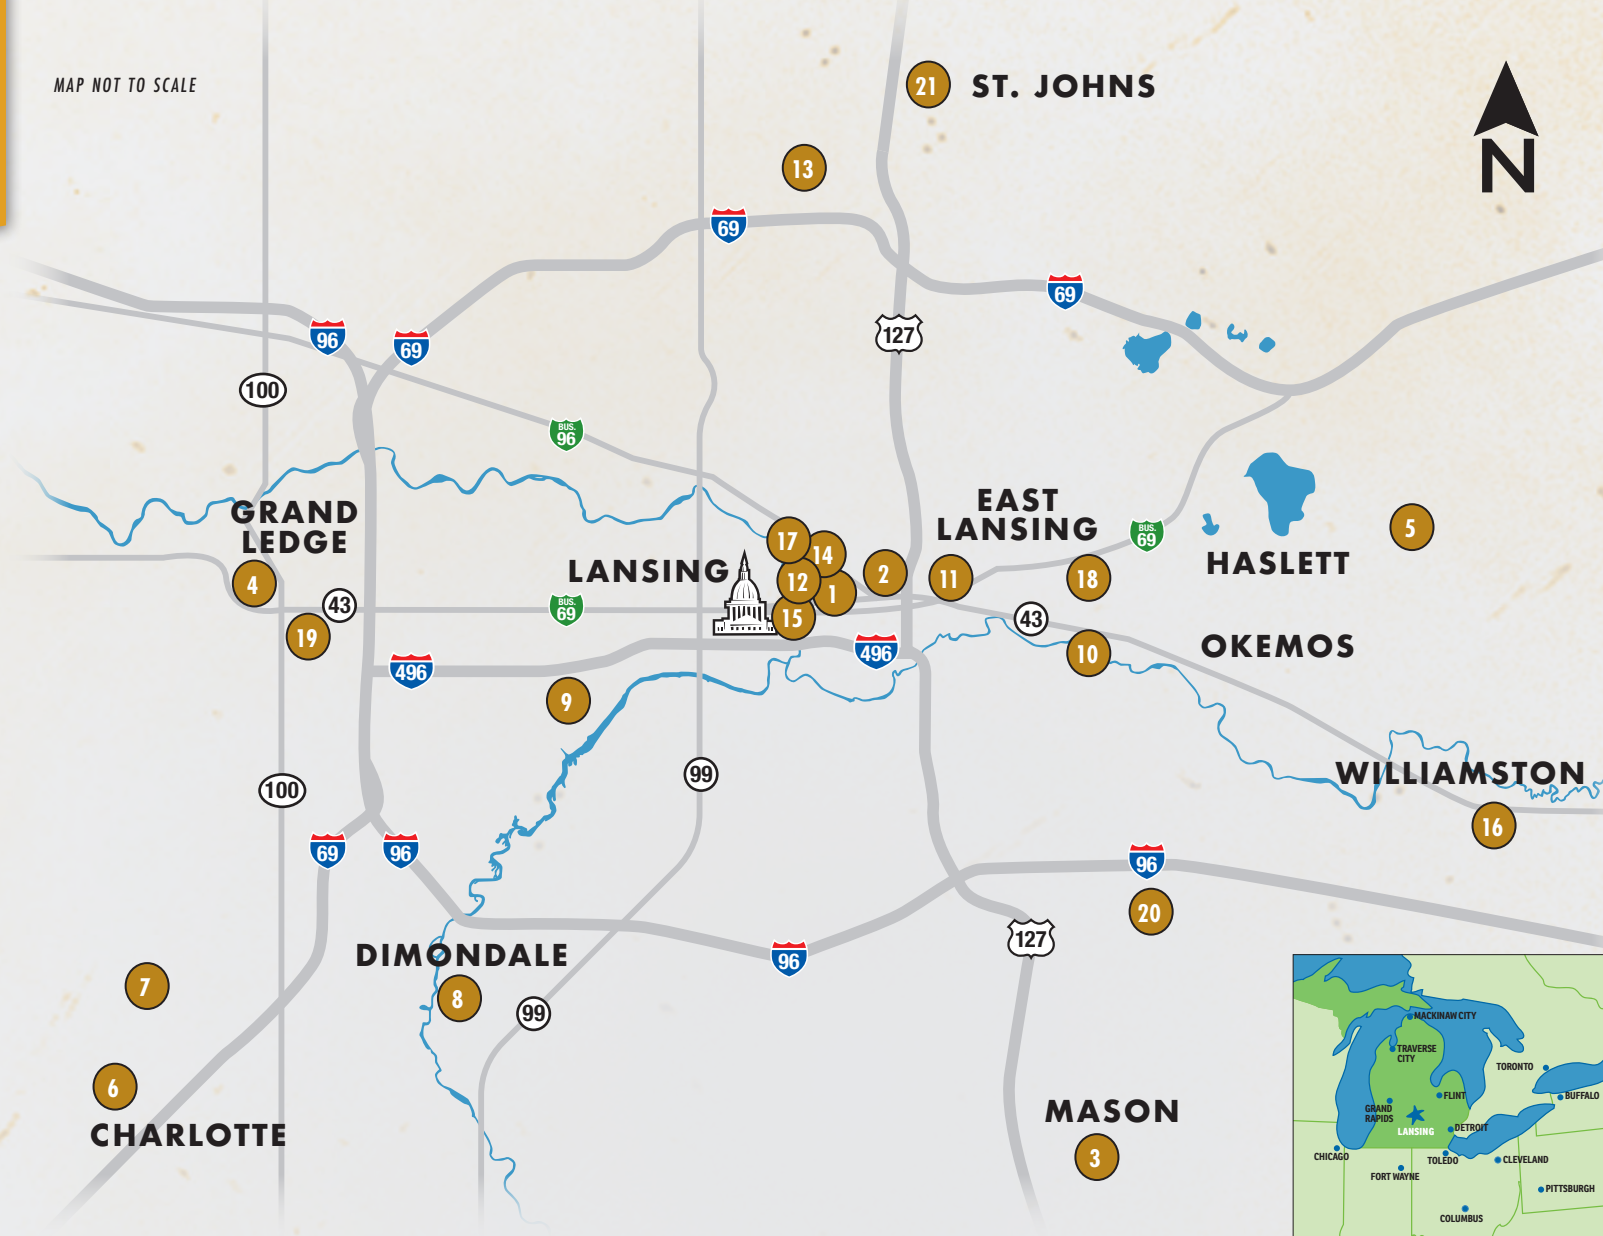 MAP NOT TO SCALE
21
ST. JOHNS
N
13
69
69
96
69
127
100
BUS.
96
GRAND
LEDGE
EAST
LANSING
BUS.
69
HASLETT
5
LANSING
17
14
12
1
15
2
11
18
4
43
BUS.
69
19
43
OKEMOS
10
496
496
9
99
100
WILLIAMSTON
16
69
96
96
20
127
96
DIMONDALE
8
99
7
6
CHARLOTTE
MASON
3
MACKINAW CITY
TRAVERSE
CITY
TORONTO
BUFFALO
FLINT
GRAND
RAPIDS
LANSING
DETROIT
CHICAGO
TOLEDO
CLEVELAND
FORT WAYNE
PITTSBURGH
COLUMBUS